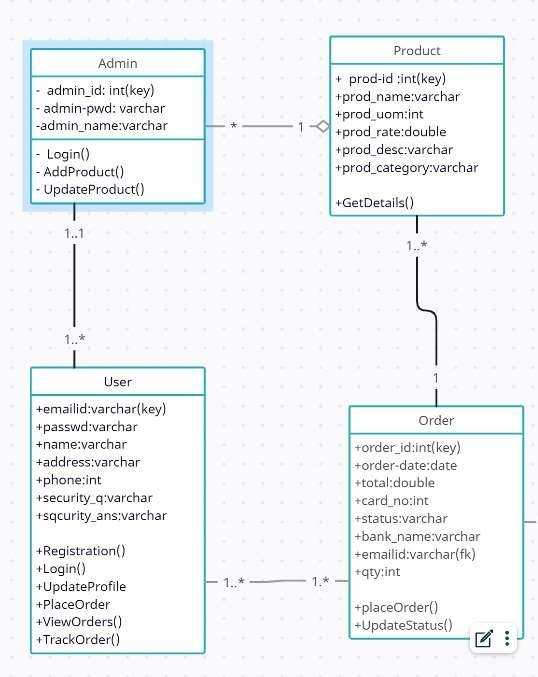 Admin
- admin_id: int(key)
- admin-pwd: varchar
-admin_name:varchar
- Login()
- AddProduct()
- UpdateProduct()
*
1
Product
+ prod-id :int(key)
+prod_name:varchar
+prod_uom:int
+prod_rate:double
+prod_desc:varchar
+prod_category:varchar
+GetDetails()
1..1
1..*
1..*
1
User
+emailid:varchar(key)
+passwd:varchar
+name:varchar
+address:varchar
+phone:int
+security_q:varchar
+sqcurity_ans:varchar
+Registration()
+Login()
+UpdateProfile
+PlaceOrder
+ViewOrders()
+TrackOrder()
1..*
1.*
Order
+order_id:int(key)
+order-date:date
+total:double
+card_no:int
+status:varchar
+bank_name:varchar
+emailid:varchar(fk)
+qty:int
+placeOrder()
+UpdateStatus()